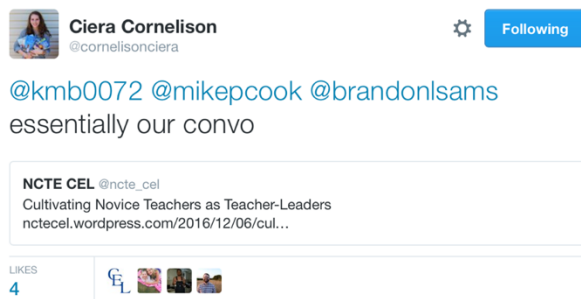 Ciera Cornelison
@cornelisonciera
Following
@kmb0072 @mikepcook @brandonlsams
essentially our convo
NCTE CEL @ncte_cel
Cultivating Novice Teachers as Teacher-Leaders
nctecel.wordpress.com/2016/12/06/cul...
LIKES
4
CEL